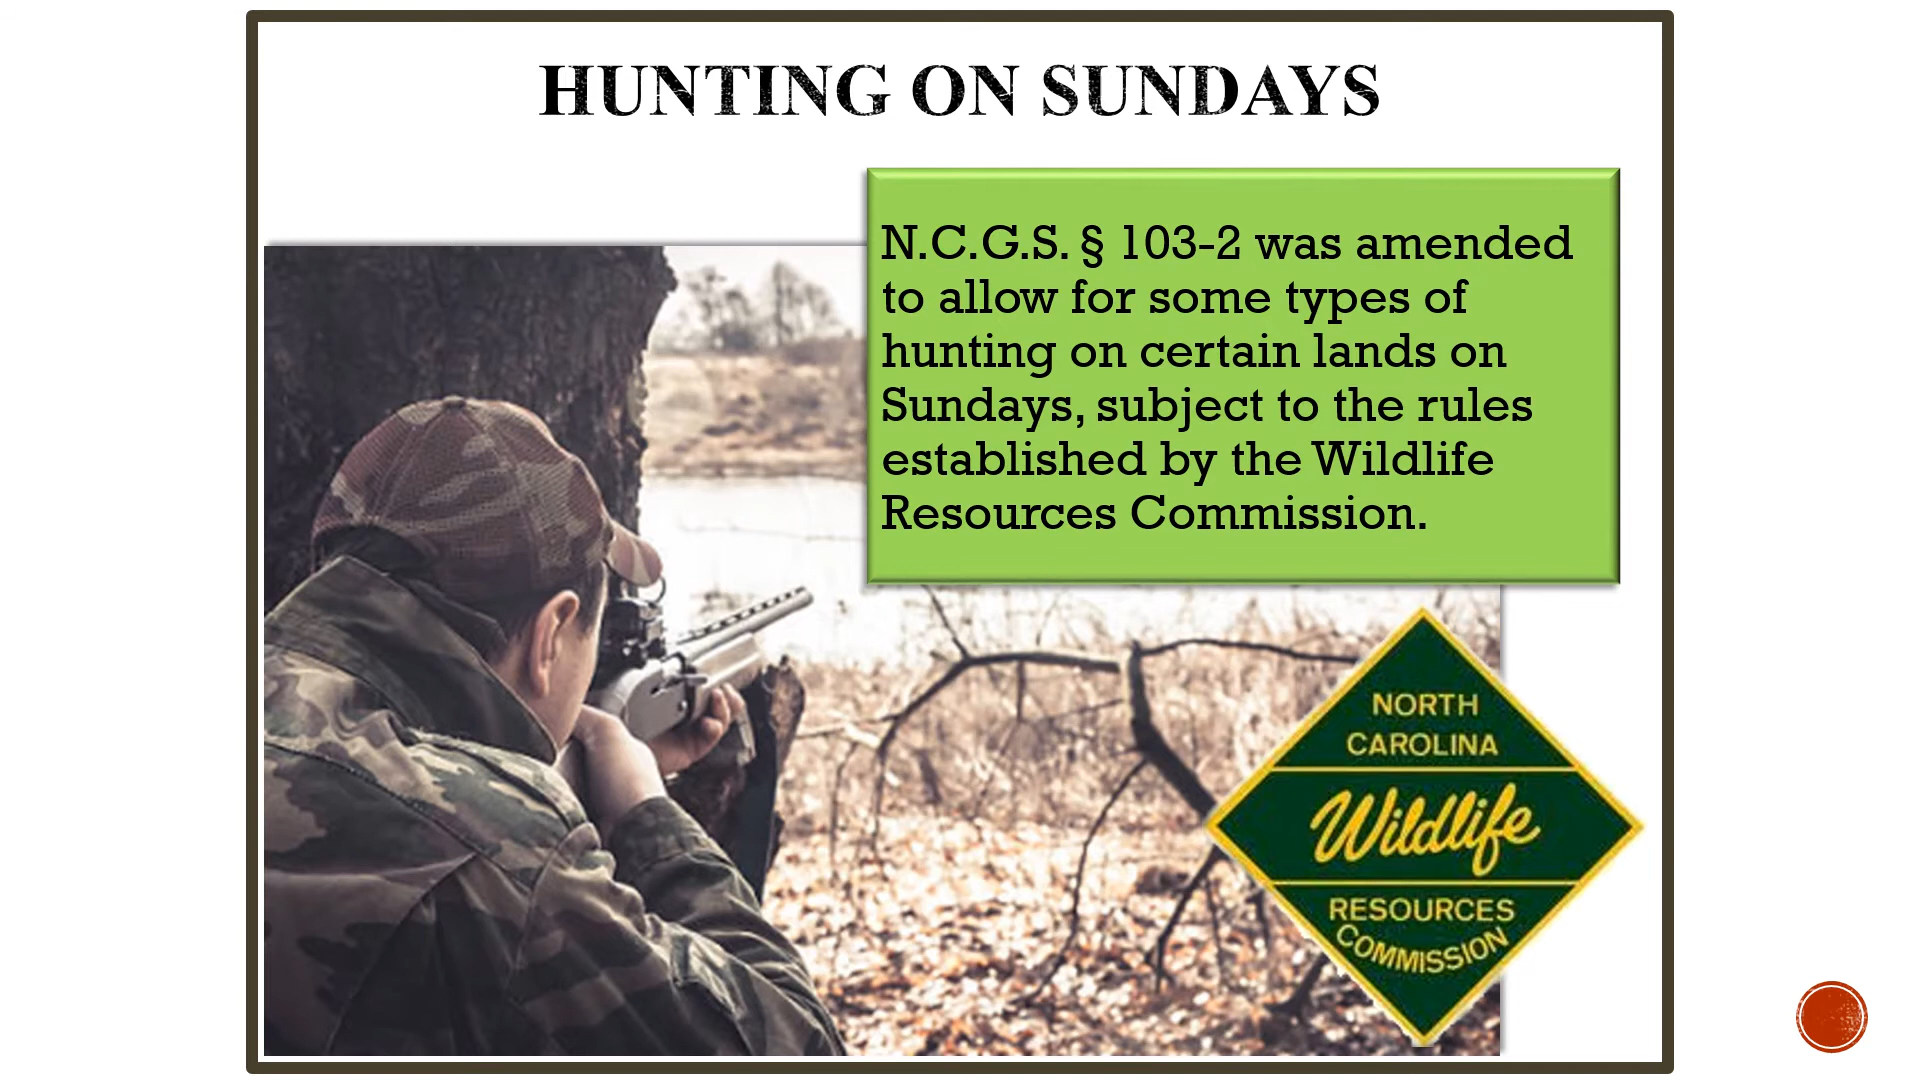 HUNTING ON SUNDAYS
N.C.G.S. § 103-2 was amended
to allow for some types of
hunting on certain lands on
Sundays, subject to the rules
established by the Wildlife
Resources Commission.
NORTH
CAROLINA
Wildlife
RESOURCES
COMMISSION